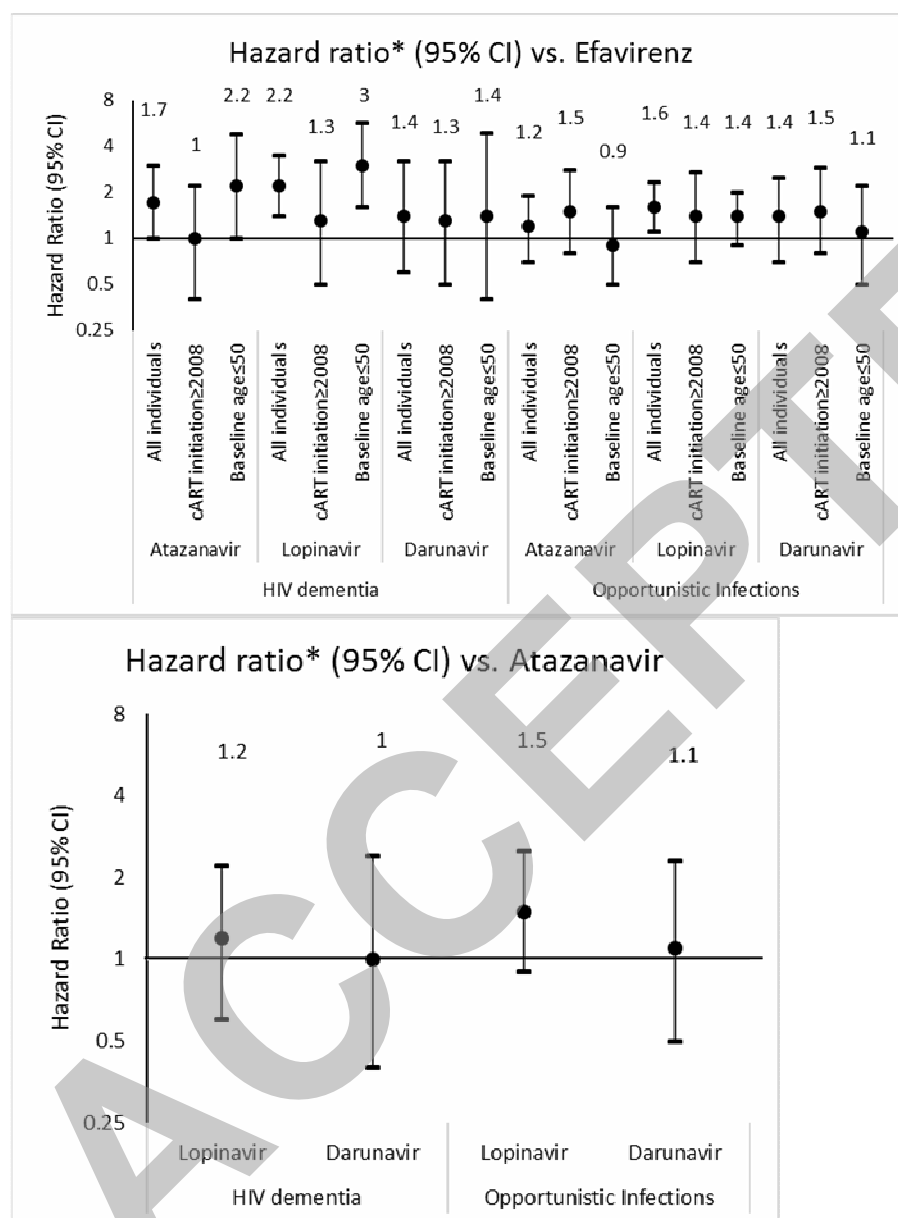 Hazard ratio* (95% CI) vs. Efavirenz
Hazard Ratio (95% CI)
8
4
2
1
0.5
0.25
1.7
1
2.2
2.2
1.3
3
1.4
1.3
1.4
1.2
1.5
0.9
1.6
1.4
1.4
1.4
1.5
1.1
All individuals
cART initiation≥2008
Baseline age≤50
All individuals
cART initiation≥2008
Baseline age≤50
All individuals
cART initiation≥2008
Baseline age≤50
All individuals
cART initiation≥2008
Baseline age≤50
All individuals
cART initiation≥2008
Baseline age≤50
All individuals
cART initiation≥2008
Baseline age≤50
Atazanavir Lopinavir Darunavir Atazanavir Lopinavir Darunavir
HIV dementia Opportunistic Infections
Hazard ratio* (95% CI) vs. Atazanavir
Hazard Ratio (95% CI)
8
4
2
1
0.5
0.25
1.2
1
1.5
1.1
Lopinavir Darunavir Lopinavir Darunavir
HIV dementia Opportunistic Infections
ACCEPTE